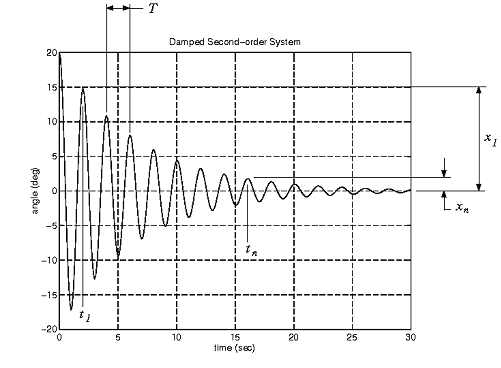 T
Damped Second-order System
20
15
10
5
0
-5
-10
-15
-20
angle (deg)
x1
xn
tn
t1
0 5 10 15 20 25 30
time (sec)